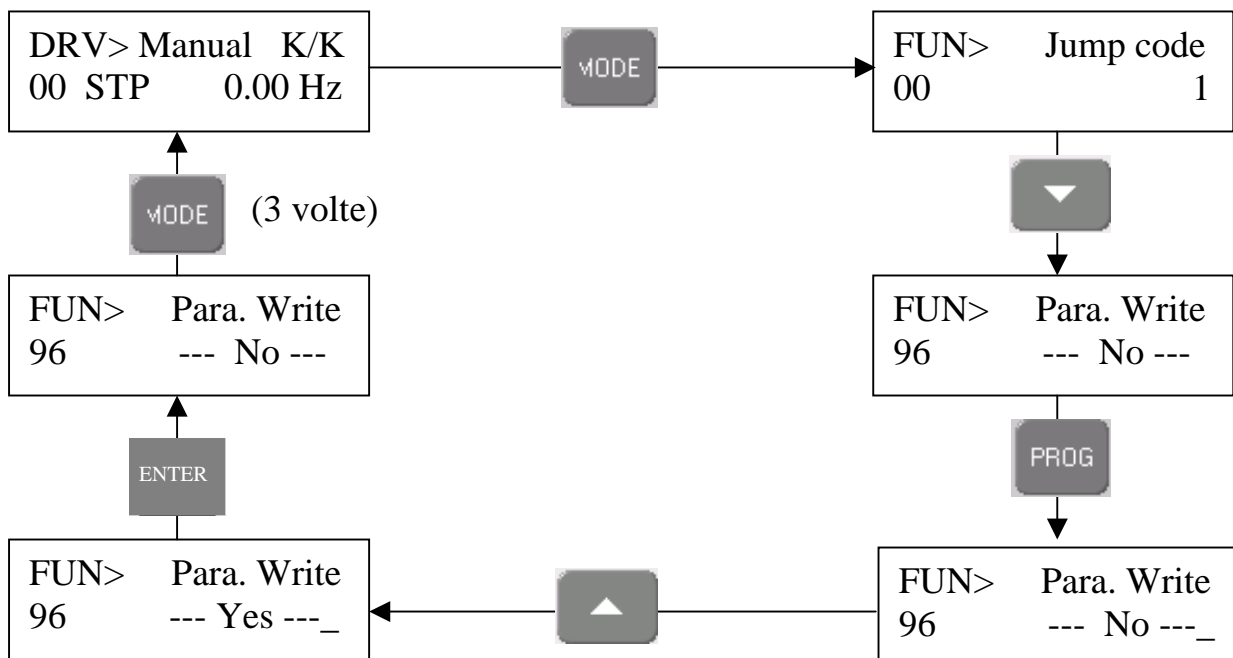 DRV> Manual K/K
00 STP 0.00 Hz
MODE
FUN> Jump code
00 1
MODE
(3 volte)
FUN> Para. Write
96 --- No ---
FUN> Para. Write
96 --- No ---
PROG
ENTER
FUN> Para. Write
96 --- Yes ---_
FUN> Para. Write
96 --- No ---_